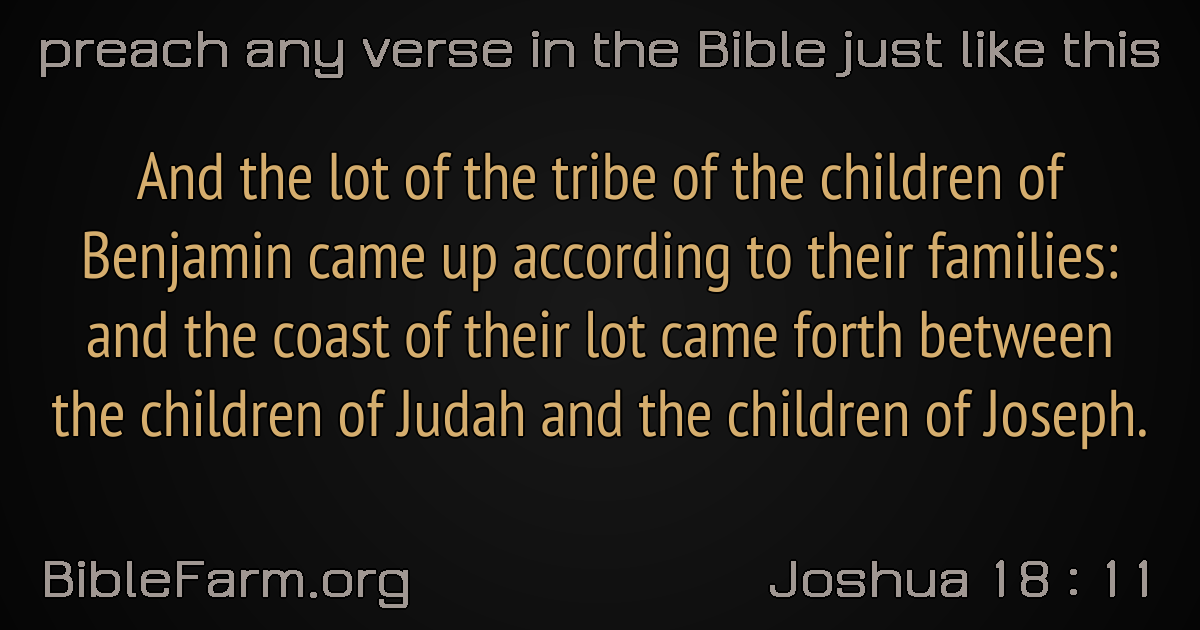 preach any verse in the Bible just like this
And the lot of the tribe of the children of
Benjamin came up according to their families:
and the coast of their lot came forth between
the children of Judah and the children of Joseph.
BibleFarm.org
Joshua 18 : 11